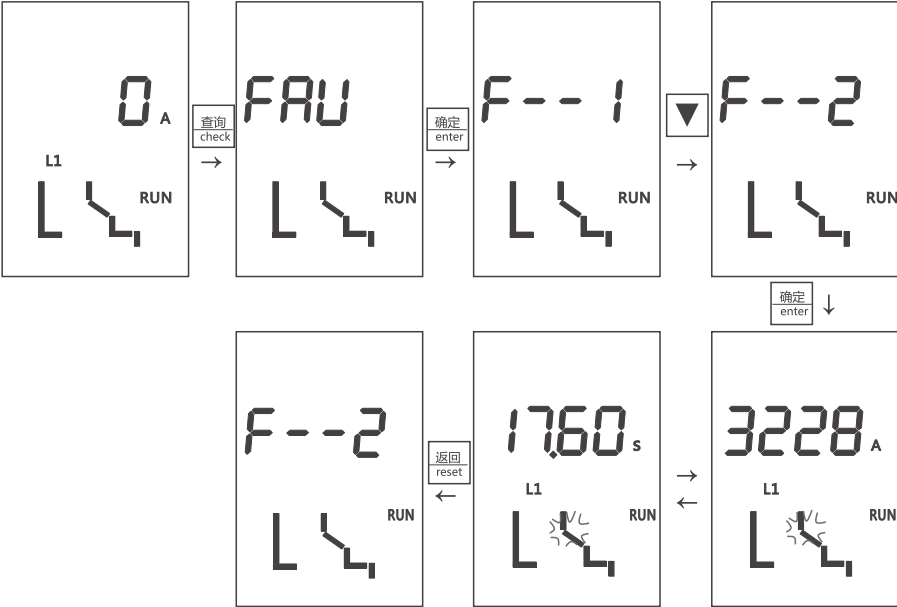 0 A
L1
RUN
查询
check
→
FAU
RUN
确定
enter
→
F--1
RUN
▼
→
F--2
RUN
确定
enter
↓
3228 A
L1
RUN
→
←
17.60 S
L1
RUN
返回
reset
←
F--2
RUN